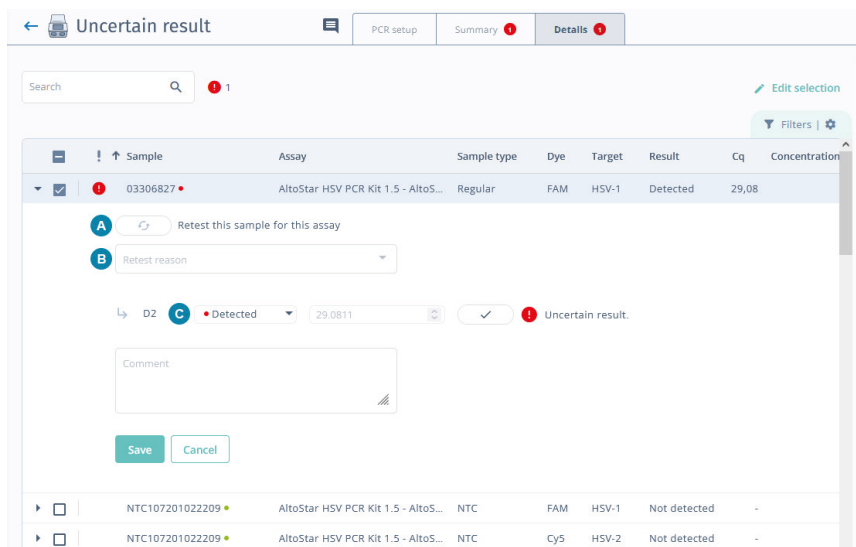 Uncertain result
PCR setup
Summary 1
Details 1
Search
1
Edit selection
Filters |
! Sample Assay Sample type Dye Target Result Cq Concentration
! 03306827 AltoStar HSV PCR Kit 1.5 - AltoS... Regular FAM HSV-1 Detected 29,08
A Retest this sample for this assay
B Retest reason
D2 C Detected 29.0811 ! Uncertain result.
Comment
Save Cancel
NTC107201022209 AltoStar HSV PCR Kit 1.5 - AltoS... NTC FAM HSV-1 Not detected -
NTC107201022209 AltoStar HSV PCR Kit 1.5 - AltoS... NTC Cy5 HSV-2 Not detected -